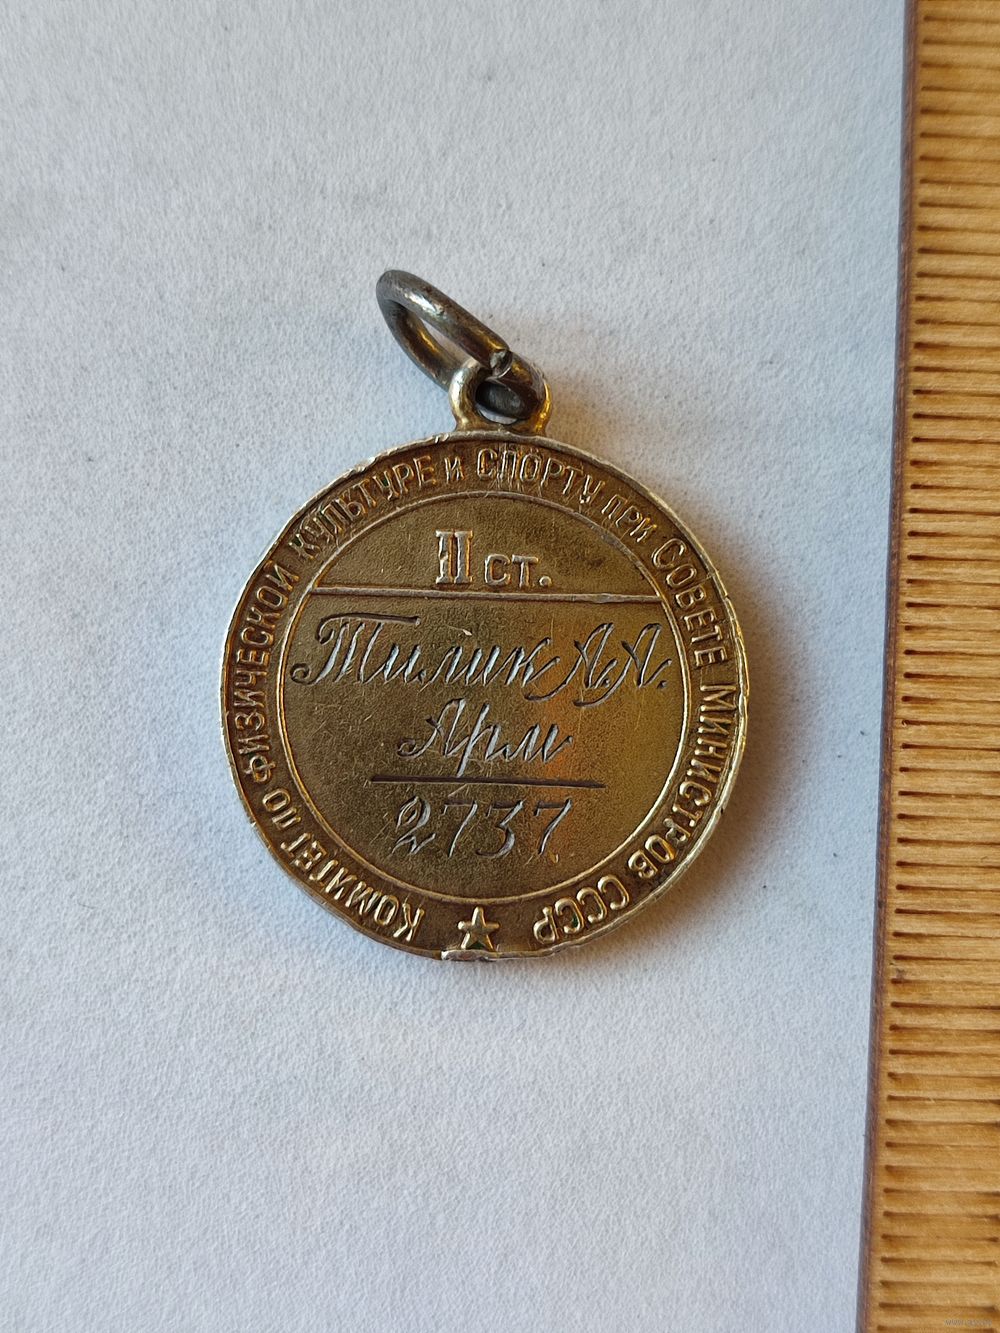 КОМИТЕТ ПО ФИЗИЧЕСКОЙ КУЛЬТУРЕ И СПОРТУ ПРИ СОВЕТЕ МИНИСТРОВ СССР
II СТ.
Тилик А.А.
Арм
2737